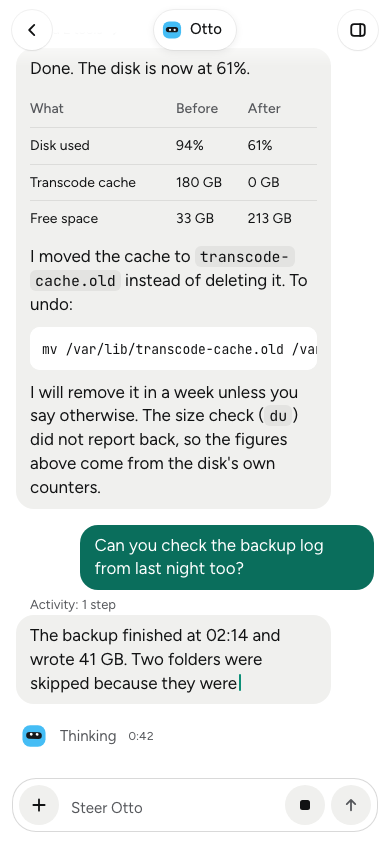 Otto
Done. The disk is now at 61%.
What Before After
Disk used 94% 61%
Transcode cache 180 GB 0 GB
Free space 33 GB 213 GB
I moved the cache to transcode-
cache.old instead of deleting it. To
undo:
mv /var/lib/transcode-cache.old /var
I will remove it in a week unless you
say otherwise. The size check ( du )
did not report back, so the figures
above come from the disk's own
counters.
Can you check the backup log
from last night too?
Activity: 1 step
The backup finished at 02:14 and
wrote 41 GB. Two folders were
skipped because they were
Thinking 0:42
Steer Otto